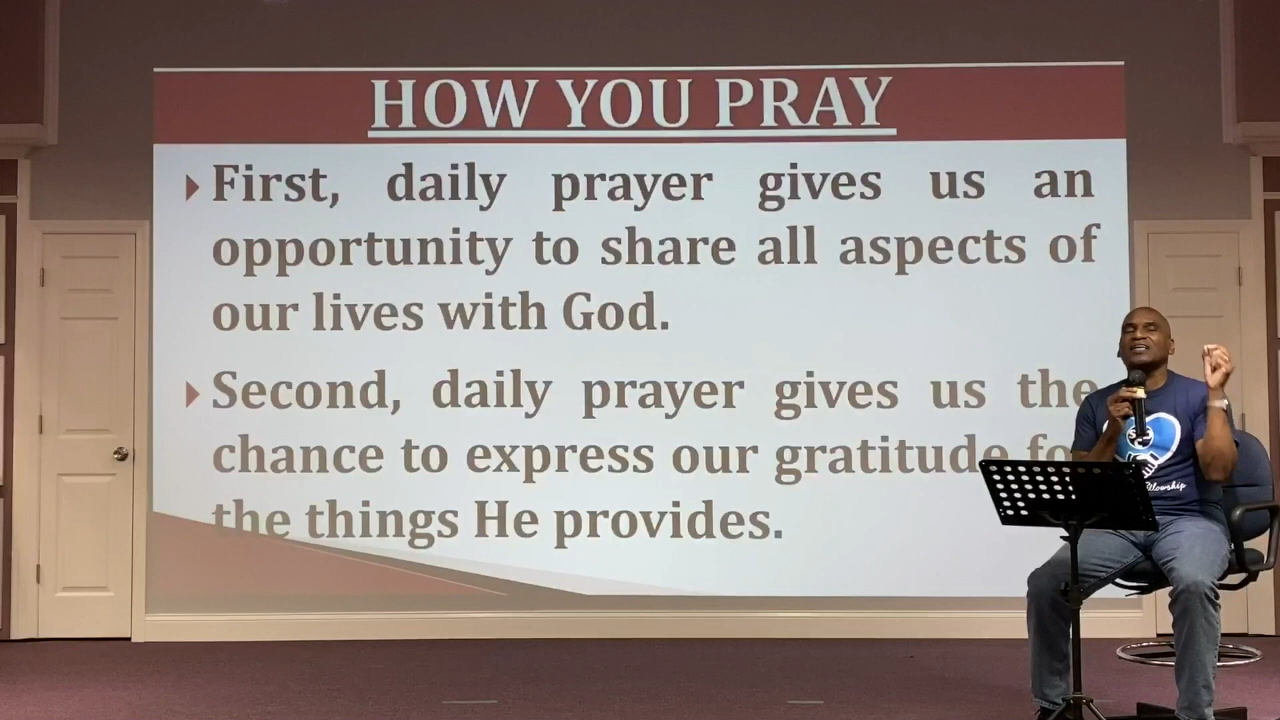 HOW YOU PRAY
First, daily prayer gives us an
opportunity to share all aspects of
our lives with God.
Second, daily prayer gives us the
chance to express our gratitude for
the things He provides.